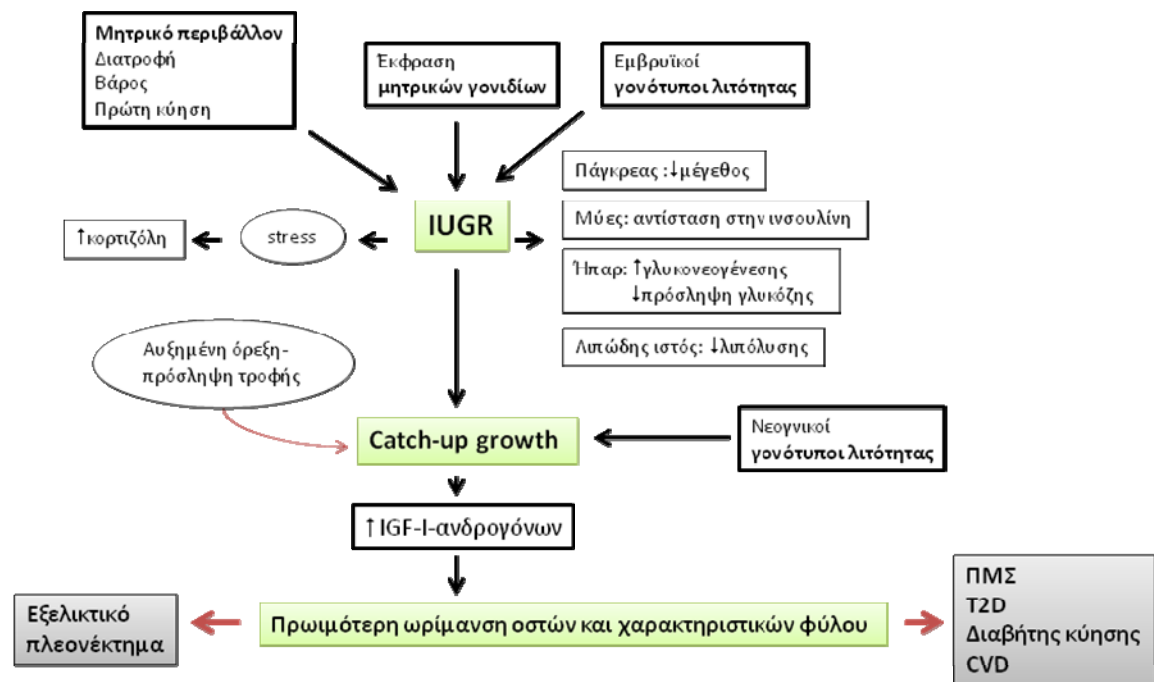 Μητρικό περιβάλλον
Διατροφή
Βάρος
Πρώτη κύηση
Έκφραση
μητρικών γονιδίων
Εμβρυϊκοί
γονότυποι λιτότητας
Πάγκρεας :↓μέγεθος
IUGR
Μύες: αντίσταση στην ινσουλίνη
↑κορτιζόλη
stress
Ήπαρ: ↑γλυκονεογένεσης
↓πρόσληψη γλυκόζης
Λιπώδης ιστός: ↓λιπόλυσης
Αυξημένη όρεξη-
πρόσληψη τροφής
Catch-up growth
Νεογνικοί
γονότυποι λιτότητας
↑IGF-I-ανδρογόνων
Εξελικτικό
πλεονέκτημα
Πρωιμότερη ωρίμανση οστών και χαρακτηριστικών φύλου
ΠΜΣ
T2D
Διαβήτης κύησης
CVD